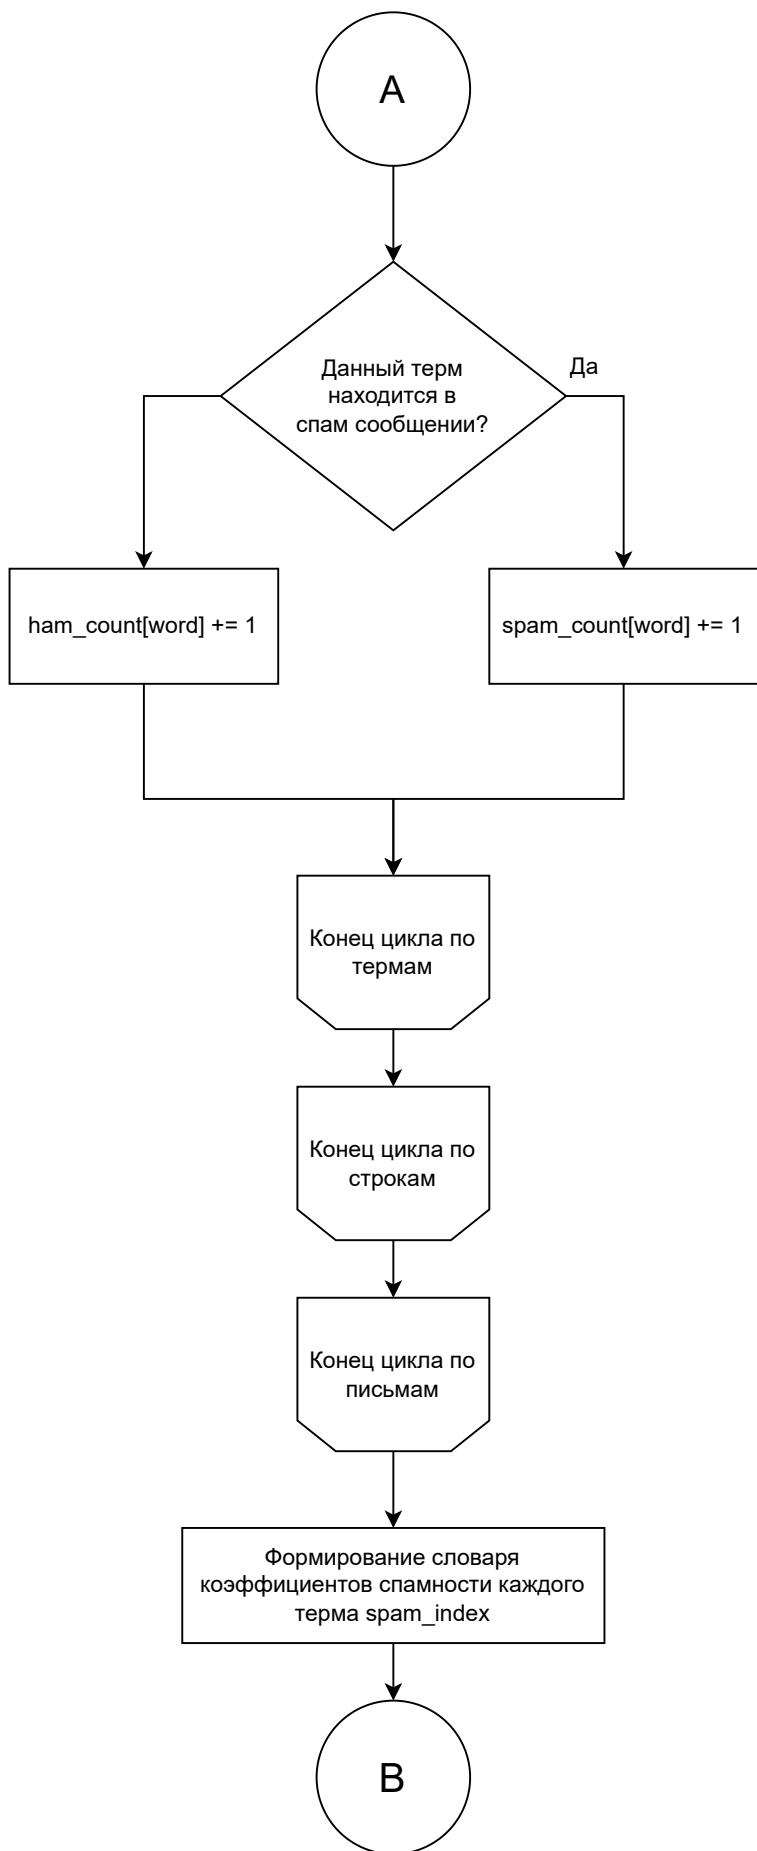 A
Данный терм
находится в
спам сообщении?
Да
ham_count[word] += 1
spam_count[word] += 1
Конец цикла по
термам
Конец цикла по
строкам
Конец цикла по
письмам
Формирование словаря
коэффициентов спамности каждого
терма spam_index
B